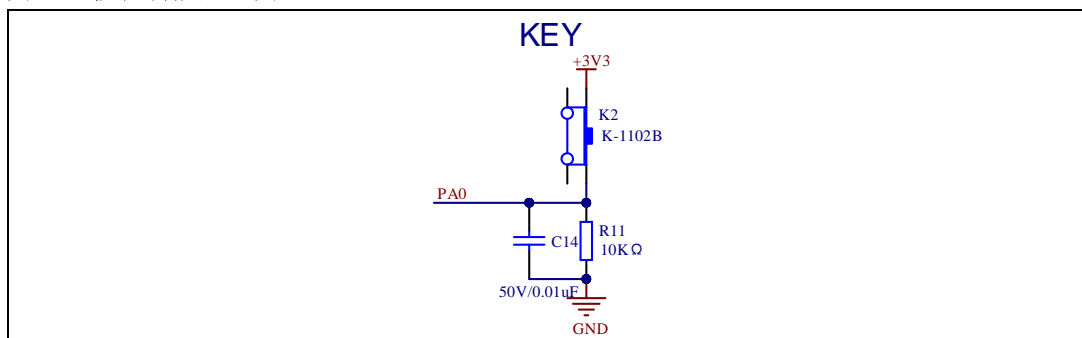 KEY
+3V3
K2
K-1102B
PA0
C14
R11
10KΩ
50V/0.01uF
GND